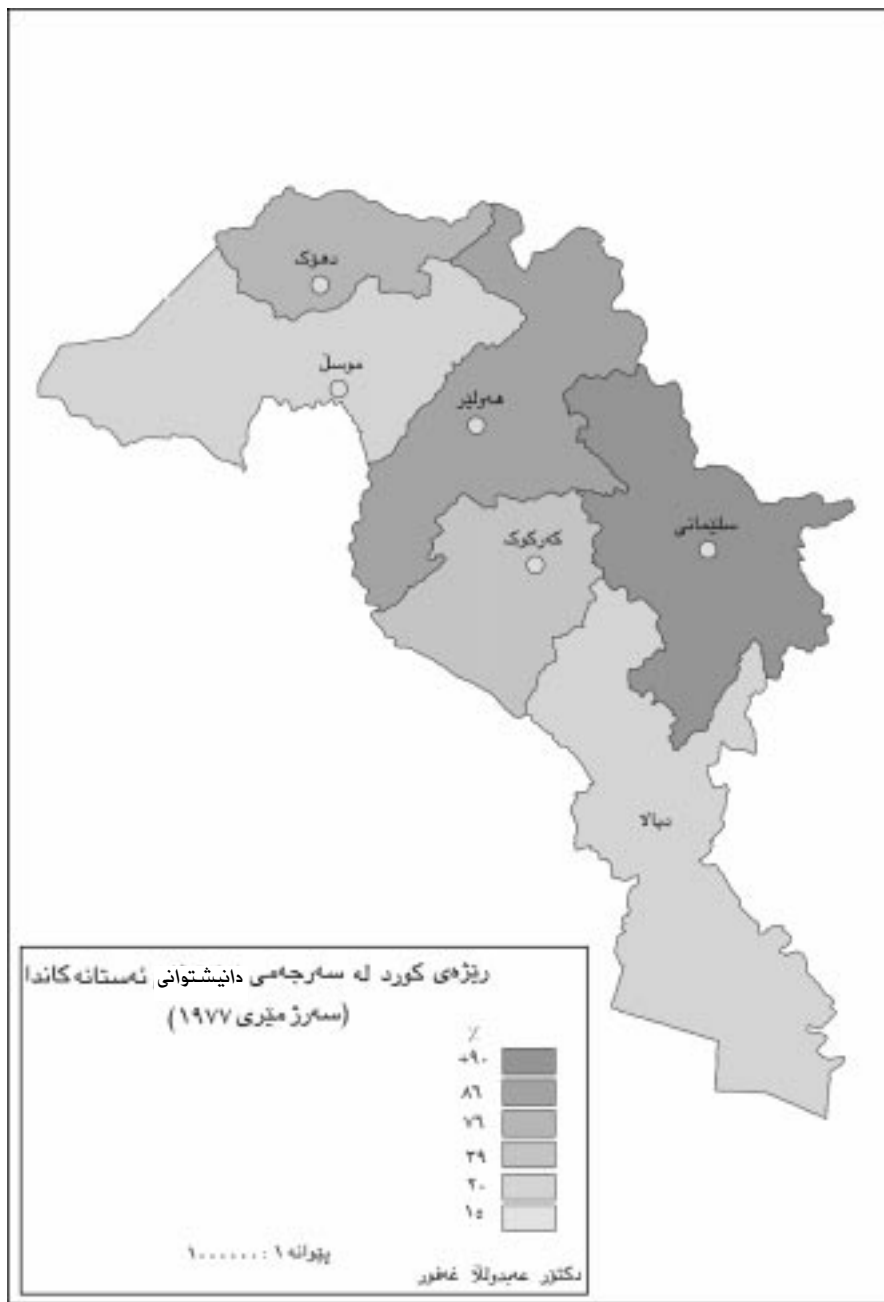 دهۆک
موسڵ
هەولێر
سلێمانی
کەرکوک
دیالا
رێژەی کورد لە سەرجەمی دانیشتوانی ئەستانەکاندا
(سەرژمێری ١٩٧٧)
٪
+٩٠
٨٦
٧٦
٣٩
٢٠
١٥
پێوانە ١ : ١٠٠٠٠٠٠
دکتۆر عەبدوڵڵا غەفور